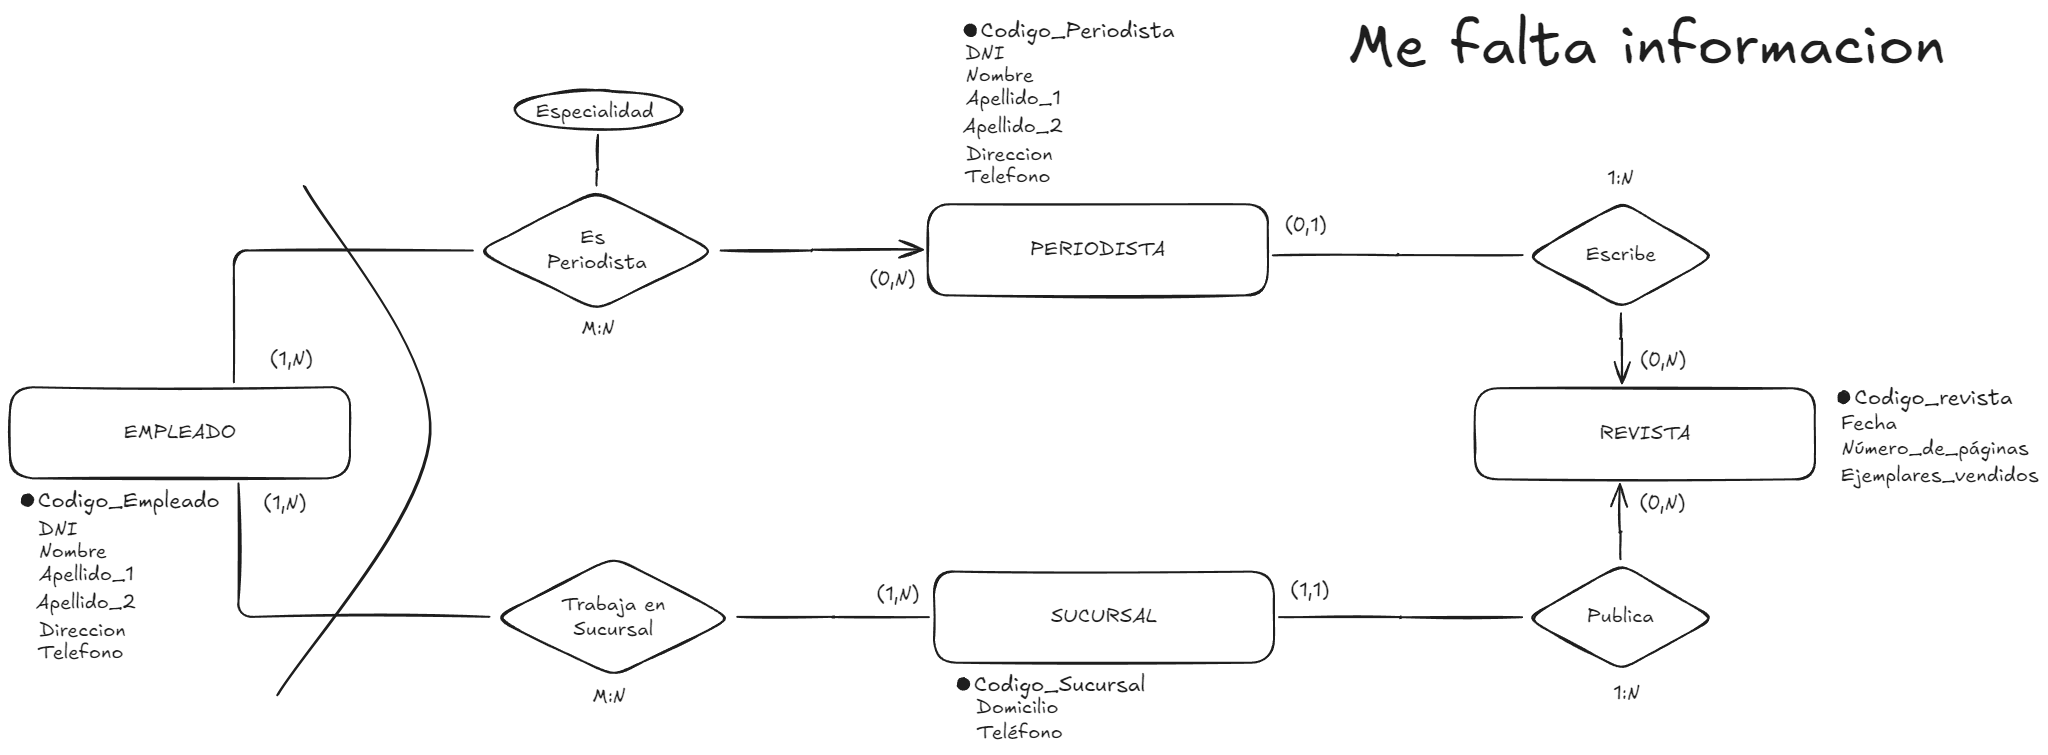 Me falta informacion
●Codigo_Periodista
DNI
Nombre
Apellido_1
Apellido_2
Direccion
Telefono
Especialidad
Es
Periodista
M:N
(0,N)
PERIODISTA
(0,1)
1:N
Escribe
(0,N)
(1,N)
EMPLEADO
(1,N)
●Codigo_Empleado
DNI
Nombre
Apellido_1
Apellido_2
Direccion
Telefono
REVISTA
●Codigo_revista
Fecha
Número_de_páginas
Ejemplares_vendidos
(0,N)
Trabaja en
Sucursal
M:N
(1,N)
SUCURSAL
(1,1)
●Codigo_Sucursal
Domicilio
Teléfono
Publica
1:N